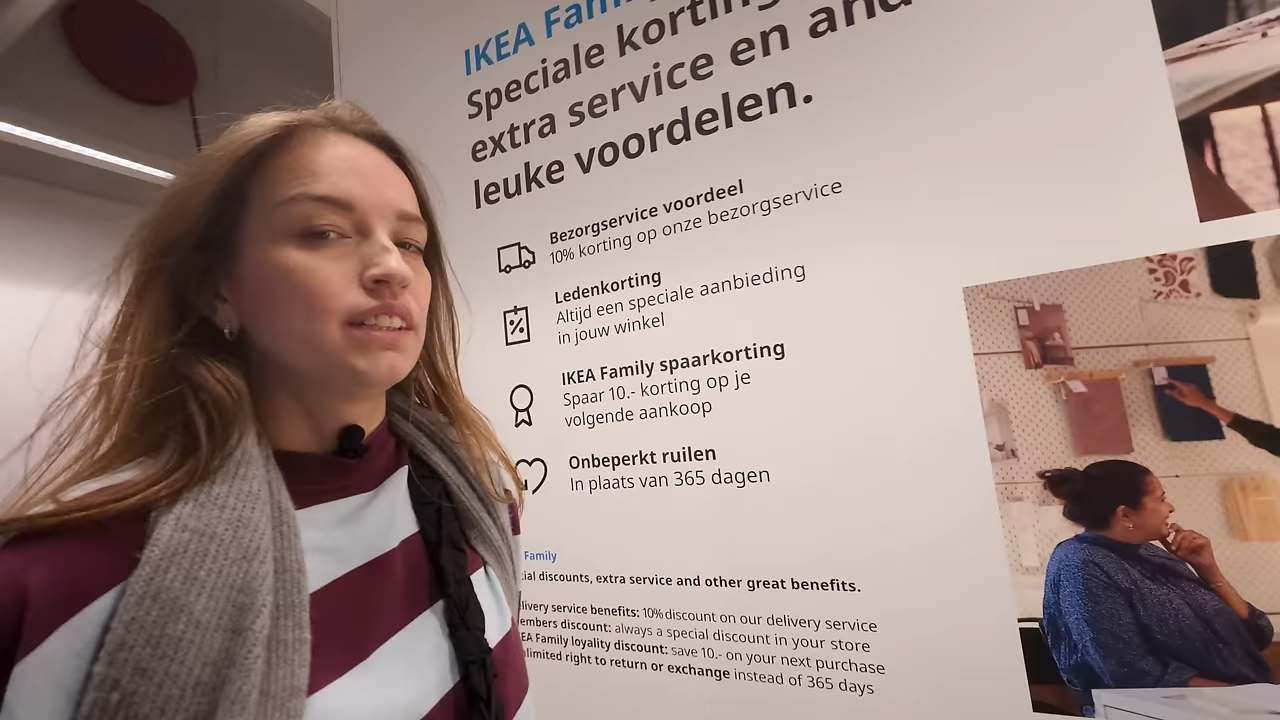 IKEA Family
Speciale korting
extra service en and
leuke voordelen.
Bezorgservice voordeel
10% korting op onze bezorgservice
Ledenkorting
Altijd een speciale aanbieding
in jouw winkel
IKEA Family spaarkorting
Spaar 10.- korting op je
volgende aankoop
Onbeperkt ruilen
In plaats van 365 dagen
Family
ial discounts, extra service and other great benefits.
livery service benefits: 10% discount on our delivery service
embers discount: always a special discount in your store
EA Family loyalty discount: save 10.- on your next purchase
limited right to return or exchange instead of 365 days